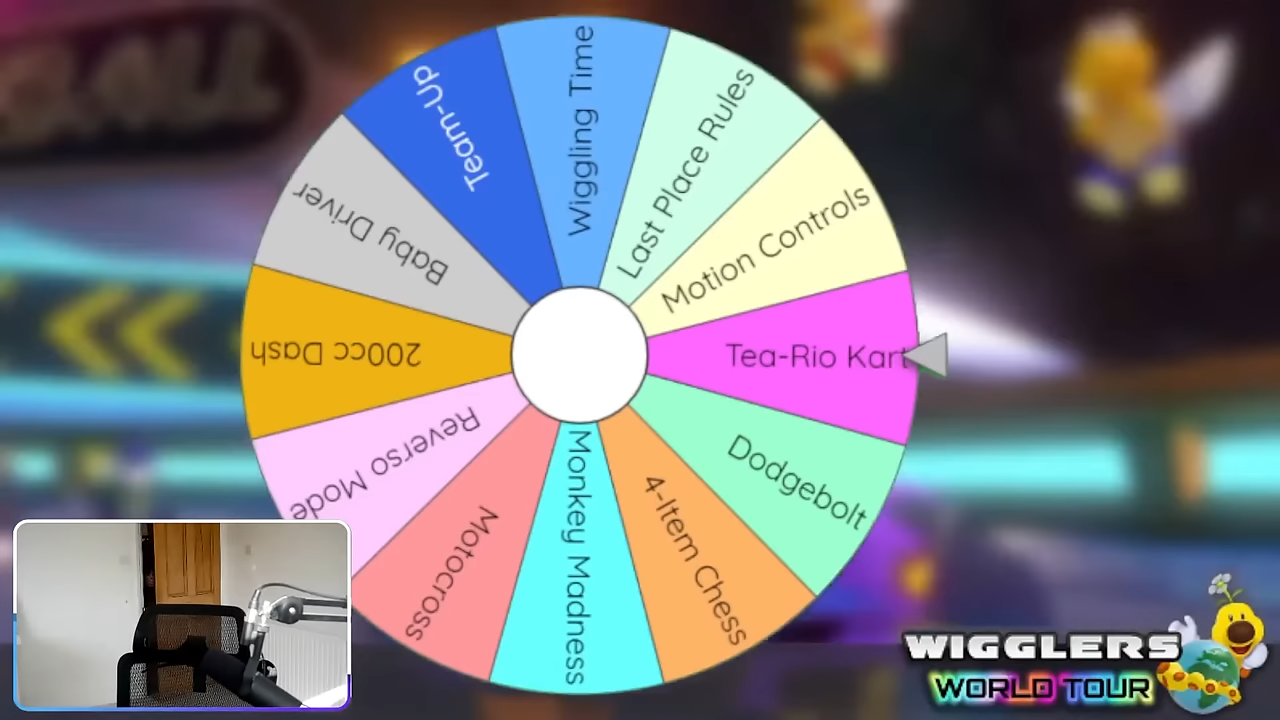 Wiggling Time
Last Place Rules
Motion Controls
Tea-Rio Kart
Dodgebolt
4-Item Chess
Monkey Madness
Motocross
Reverso Mode
200cc Dash
Baby Driver
Team-Up
WIGGLERS
WORLD TOUR